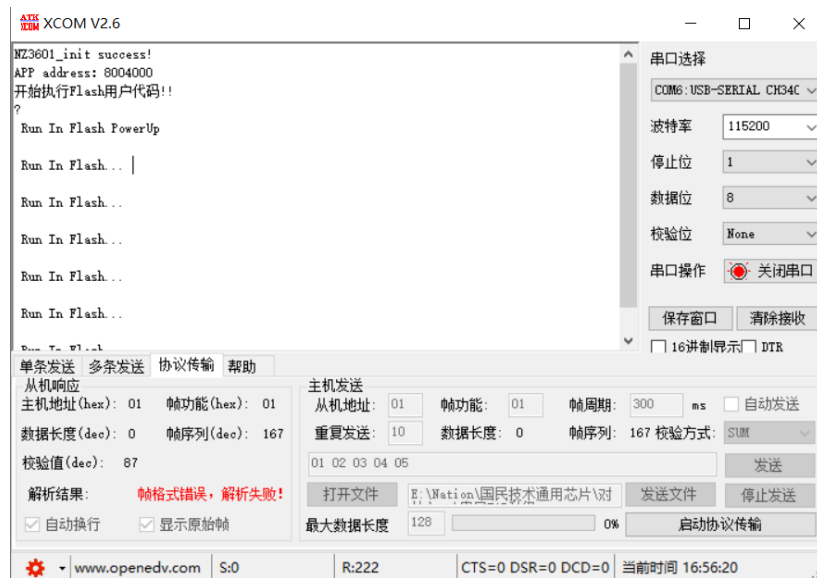 ATK XCOM XCOM V2.6
NZ3601_init success!
APP address: 8004000
开始执行Flash用户代码!!
?
Run In Flash PowerUp
Run In Flash...
Run In Flash...
Run In Flash...
Run In Flash...
Run In Flash...
串口选择
COM6:USB-SERIAL CH34C
波特率 115200
停止位 1
数据位 8
校验位 None
串口操作 关闭串口
保存窗口 清除接收
16进制显示 DTR
单条发送 多条发送 协议传输 帮助
从机响应
主机地址(hex): 01 帧功能(hex): 01
数据长度(dec): 0 帧序列(dec): 167
校验值(dec): 87
解析结果: 帧格式错误，解析失败!
自动换行 显示原始帧
主机发送
从机地址: 01 帧功能: 01 帧周期: 300 ms 自动发送
重复发送: 10 数据长度: 0 帧序列: 167 校验方式: SUM
01 02 03 04 05 发送
打开文件 E:\Nation\国民技术通用芯片\对 发送文件 停止发送
最大数据长度 128 0% 启动协议传输
www.openedv.com S:0 R:222 CTS=0 DSR=0 DCD=0 当前时间 16:56:20